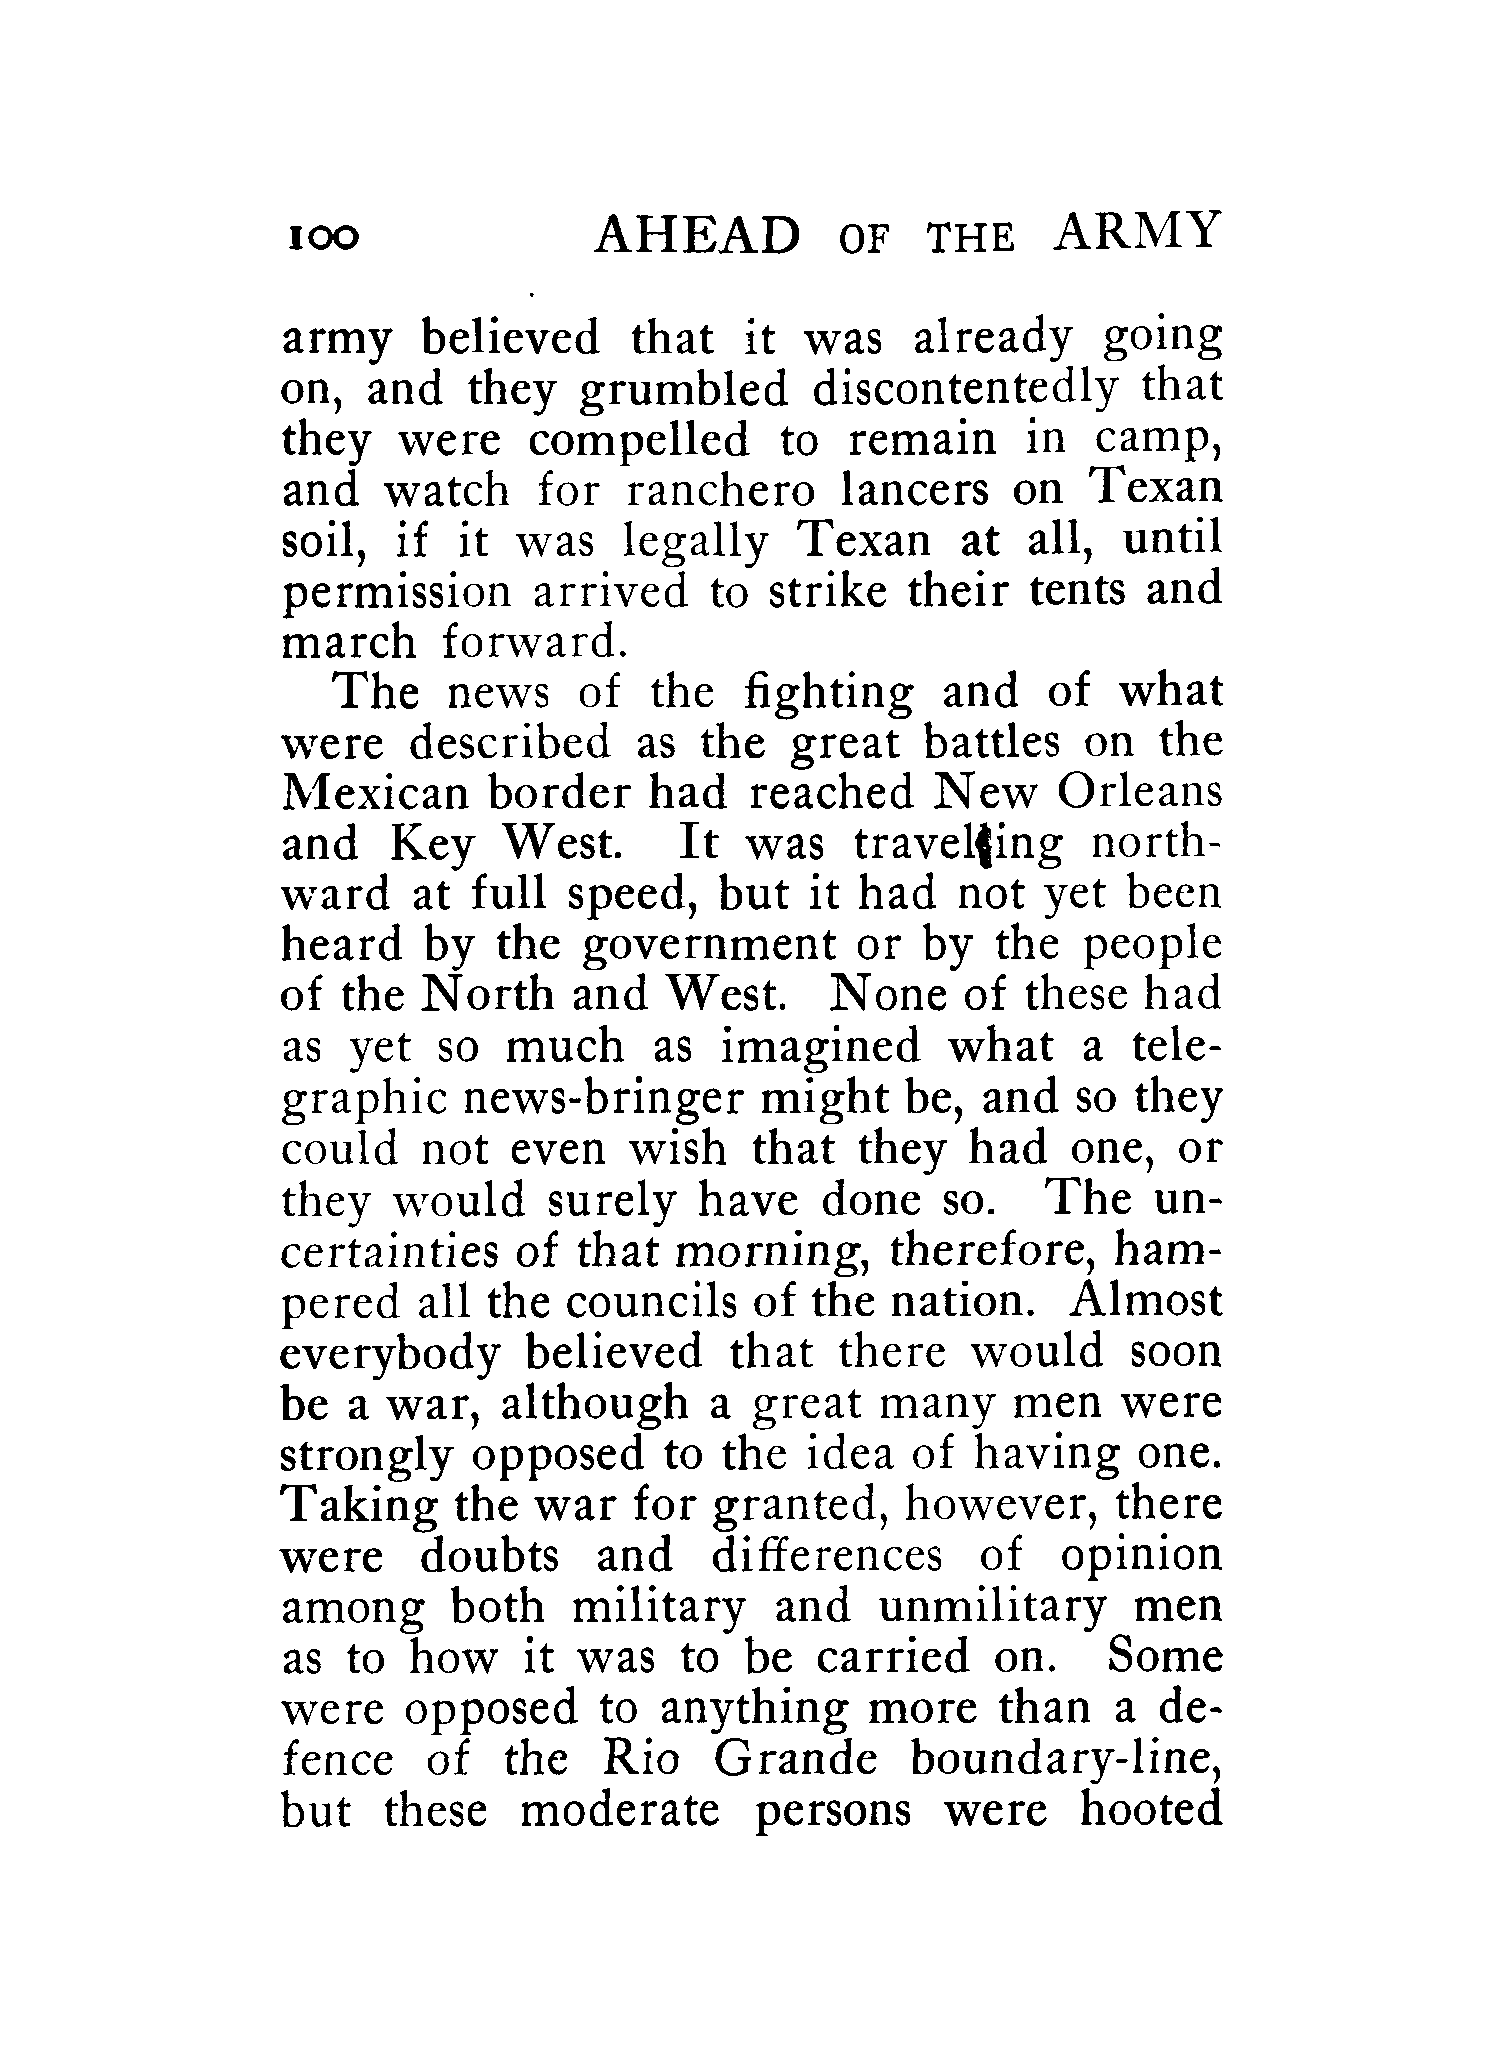 100 AHEAD OF THE ARMY
army believed that it was already going
on, and they grumbled discontentedly that
they were compelled to remain in camp,
and watch for ranchero lancers on Texan
soil, if it was legally Texan at all, until
permission arrived to strike their tents and
march forward.
The news of the fighting and of what
were described as the great battles on the
Mexican border had reached New Orleans
and Key West. It was travelling north-
ward at full speed, but it had not yet been
heard by the government or by the people
of the North and West. None of these had
as yet so much as imagined what a tele-
graphic news-bringer might be, and so they
could not even wish that they had one, or
they would surely have done so. The un-
certainties of that morning, therefore, ham-
pered all the councils of the nation. Almost
everybody believed that there would soon
be a war, although a great many men were
strongly opposed to the idea of having one.
Taking the war for granted, however, there
were doubts and differences of opinion
among both military and unmilitary men
as to how it was to be carried on. Some
were opposed to anything more than a de-
fence of the Rio Grande boundary-line,
but these moderate persons were hooted